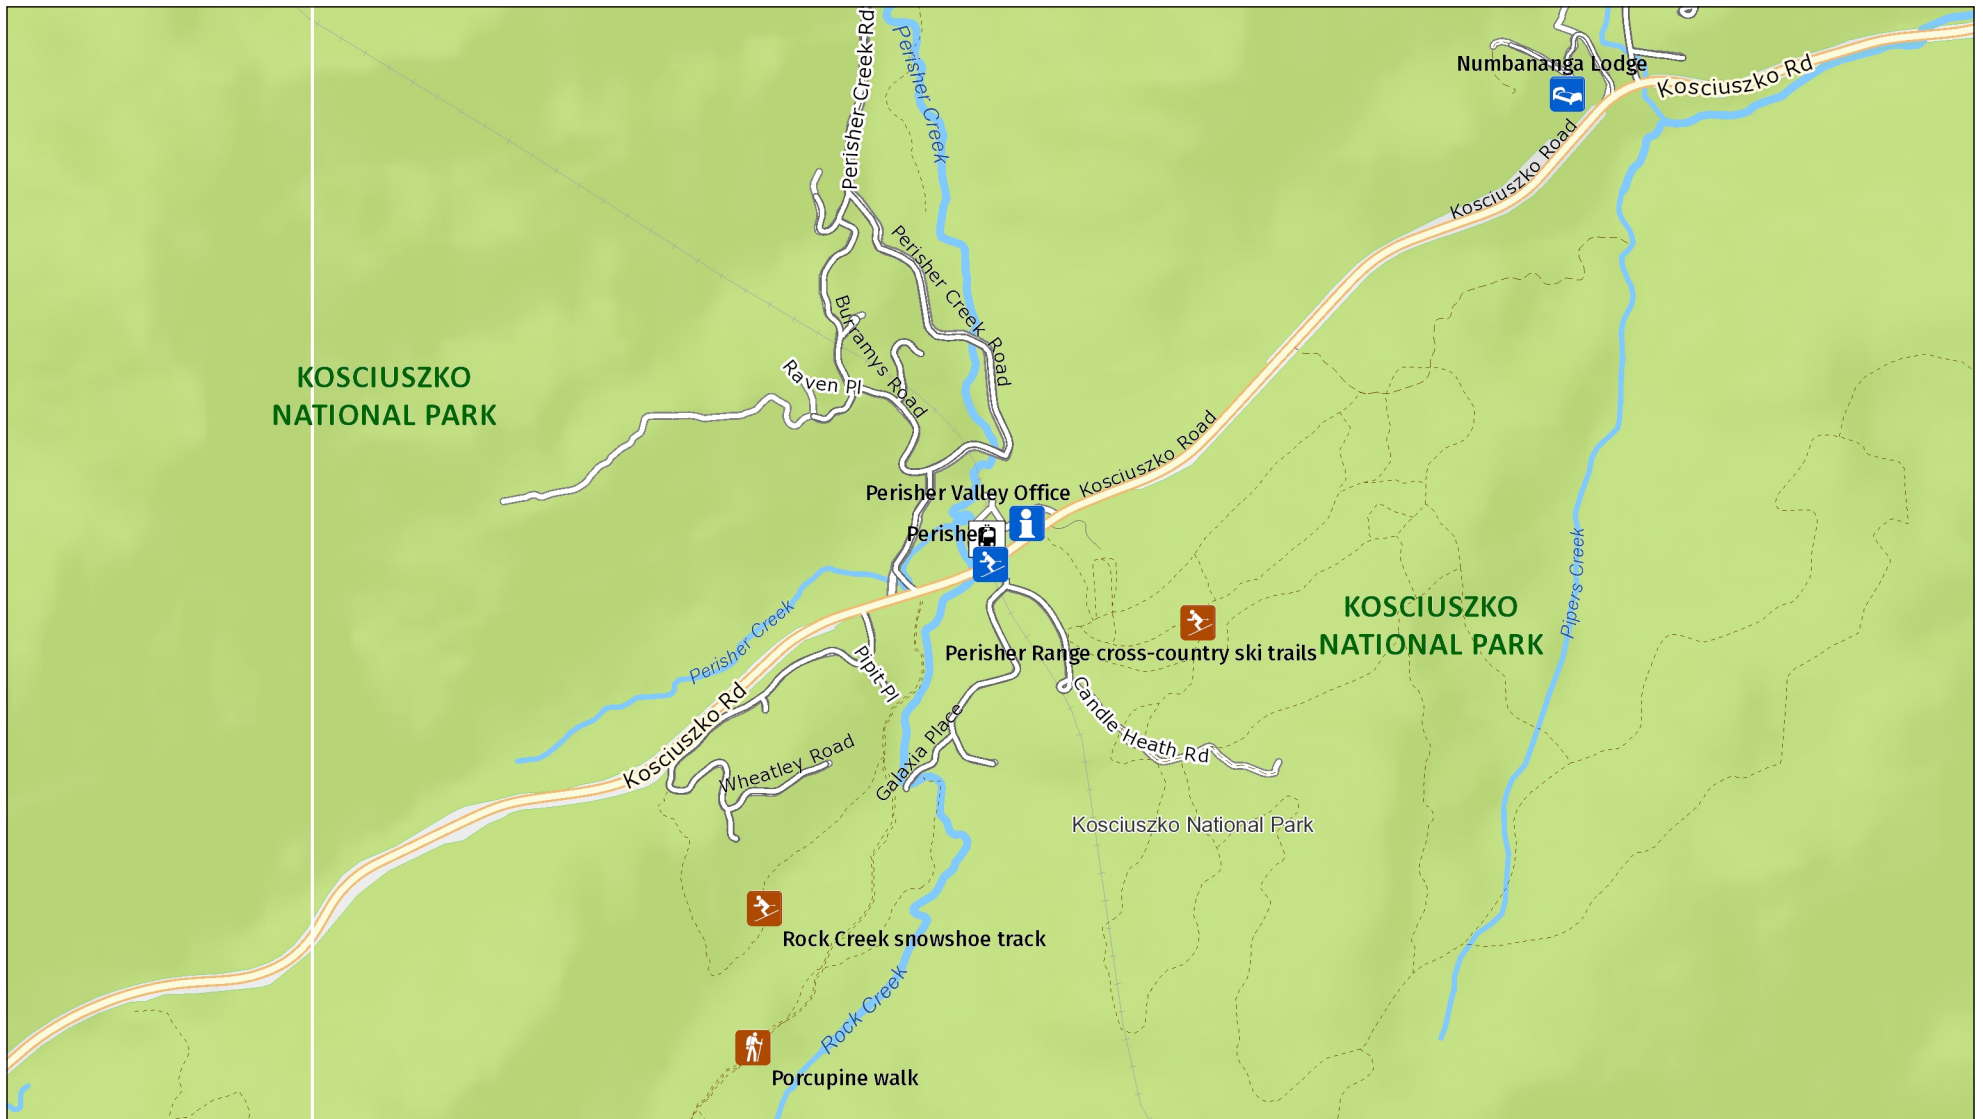 Perisher-Creek-Rd
Perisher Creek
Numbananga Lodge
Kosciuszko Rd
Kosciuszko Road
Perisher Creek Road
Burramys Road
Raven Pl
KOSCIUSZKO
NATIONAL PARK
Kosciuszko Road
Perisher Valley Office
Perisher
Pipers Creek
KOSCIUSZKO
NATIONAL PARK
Perisher Creek
Perisher Range cross-country ski trails
Pipit-Pl
Kosciuszko Rd
Candle-Heath-Rd
Galaxia Place
Wheatley Road
Kosciuszko National Park
Rock Creek snowshoe track
Rock Creek
Porcupine walk